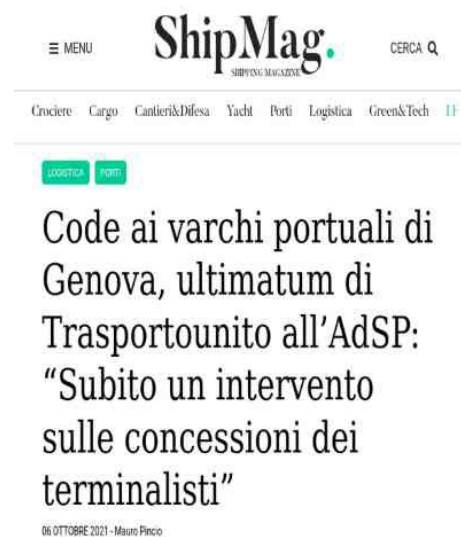 ≡ MENU
ShipMag.
SHIPPING MAGAZINE
CERCA
Crociere Cargo Cantieri&Difesa Yacht Porti Logistica Green&Tech
LOGISTICA PORTI
Code ai varchi portuali di
Genova, ultimatum di
Trasportounito all’AdSP:
“Subito un intervento
sulle concessioni dei
terminalisti”
06 OTTOBRE 2021 - Mauro Pincio